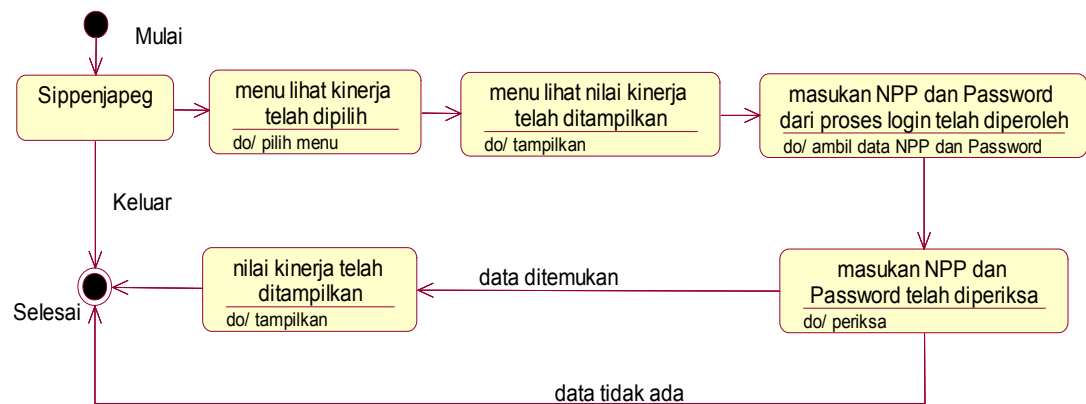 Mulai
Sippenjapeg
menu lihat kinerja
telah dipilih
do/ pilih menu
menu lihat nilai kinerja
telah ditampilkan
do/ tampilkan
masukan NPP dan Password
dari proses login telah diperoleh
do/ ambil data NPP dan Password
Keluar
Selesai
nilai kinerja telah
ditampilkan
do/ tampilkan
data ditemukan
masukan NPP dan
Password telah diperiksa
do/ periksa
data tidak ada